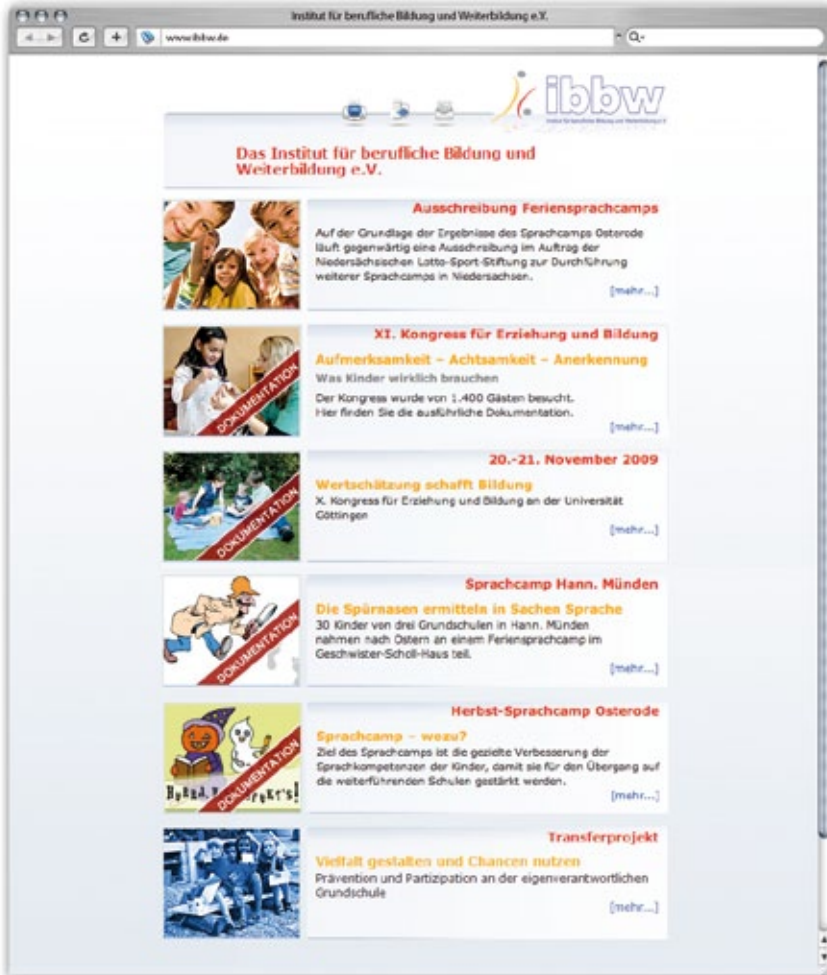 Institut für berufliche Bildung und Weiterbildung e.V.
www.ibbw.de
ibbw
Institut für berufliche Bildung und Weiterbildung e.V.
Das Institut für berufliche Bildung und
Weiterbildung e.V.
Ausschreibung Feriensprachcamps
Auf der Grundlage der Ergebnisse des Sprachcamps Osterode
läuft gegenwärtig eine Ausschreibung im Auftrag der
Niedersächsischen Lotto-Sport-Stiftung zur Durchführung
weiterer Sprachcamps in Niedersachsen.
[mehr...]
DOKUMENTATION
XI. Kongress für Erziehung und Bildung
Aufmerksamkeit – Achtsamkeit – Anerkennung
Was Kinder wirklich brauchen
Der Kongress wurde von 1.400 Gästen besucht.
Hier finden Sie die ausführliche Dokumentation.
[mehr...]
DOKUMENTATION
20.-21. November 2009
Wertschätzung schafft Bildung
X. Kongress für Erziehung und Bildung an der Universität
Göttingen
[mehr...]
DOKUMENTATION
Sprachcamp Hann. Münden
Die Spürnasen ermitteln in Sachen Sprache
30 Kinder von drei Grundschulen in Hann. Münden
nahmen nach Ostern an einem Feriensprachcamp im
Geschwister-Scholl-Haus teil.
[mehr...]
DOKUMENTATION
Herbst-Sprachcamp Osterode
Sprachcamp – wozu?
Ziel des Sprachcamps ist die gezielte Verbesserung der
Sprachkompetenzen der Kinder, damit sie für den Übergang auf
die weiterführenden Schulen gestärkt werden.
[mehr...]
Transferprojekt
Vielfalt gestalten und Chancen nutzen
Prävention und Partizipation an der eigenverantwortlichen
Grundschule
[mehr...]